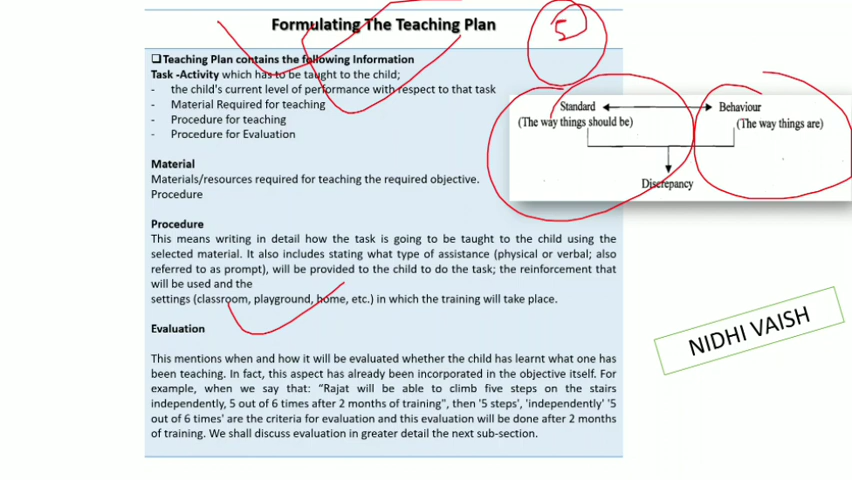 Formulating The Teaching Plan
5
❑Teaching Plan contains the following Information
Task -Activity which has to be taught to the child;
- the child's current level of performance with respect to that task
- Material Required for teaching
- Procedure for teaching
- Procedure for Evaluation
Standard Behaviour
(The way things should be) (The way things are)
Discrepancy
Material
Materials/resources required for teaching the required objective.
Procedure
Procedure
This means writing in detail how the task is going to be taught to the child using the
selected material. It also includes stating what type of assistance (physical or verbal; also
referred to as prompt), will be provided to the child to do the task; the reinforcement that
will be used and the
settings (classroom, playground, home, etc.) in which the training will take place.
Evaluation
This mentions when and how it will be evaluated whether the child has learnt what one has
been teaching. In fact, this aspect has already been incorporated in the objective itself. For
example, when we say that: “Rajat will be able to climb five steps on the stairs
independently, 5 out of 6 times after 2 months of training”, then '5 steps', 'independently' '5
out of 6 times' are the criteria for evaluation and this evaluation will be done after 2 months
of training. We shall discuss evaluation in greater detail the next sub-section.
NIDHI VAISH